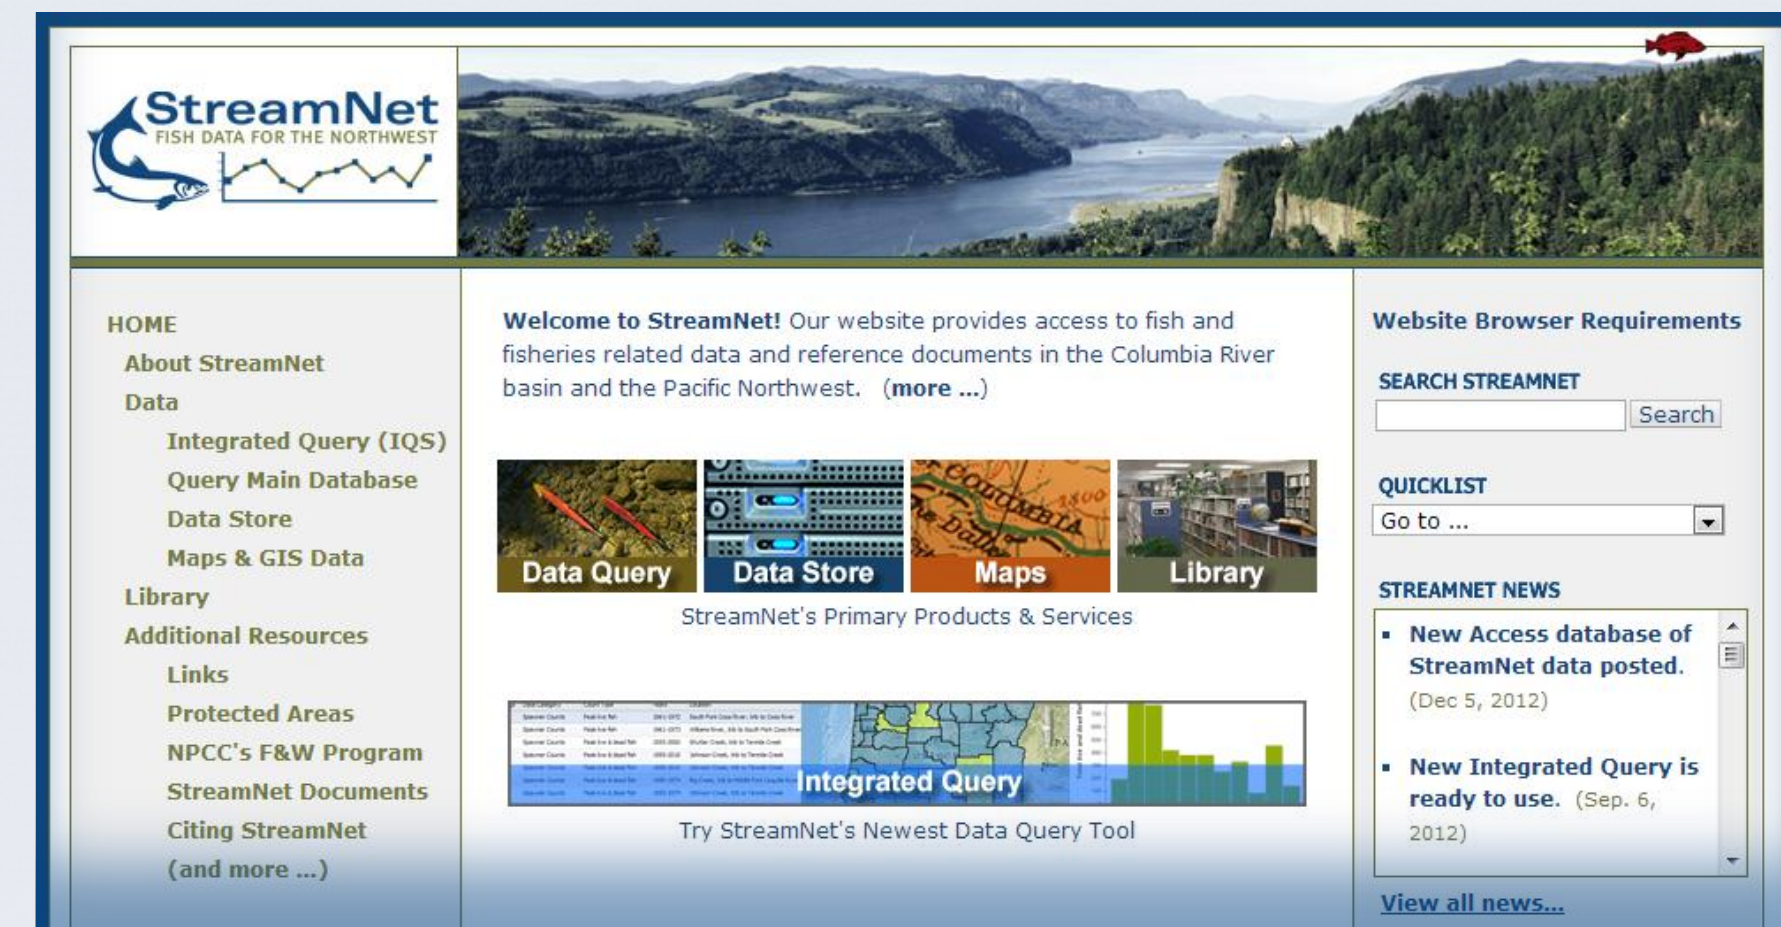 StreamNet
FISH DATA FOR THE NORTHWEST
HOME
About StreamNet
Data
Integrated Query (IQS)
Query Main Database
Data Store
Maps & GIS Data
Library
Additional Resources
Links
Protected Areas
NPCC's F&W Program
StreamNet Documents
Citing StreamNet
(and more ...)
Welcome to StreamNet! Our website provides access to fish and
fisheries related data and reference documents in the Columbia River
basin and the Pacific Northwest. (more ...)
COLUMBIA
1800
The Dalles
Data Query
Data Store
Maps
Library
StreamNet's Primary Products & Services
Integrated Query
Try StreamNet's Newest Data Query Tool
Website Browser Requirements
SEARCH STREAMNET
Search
QUICKLIST
Go to ...
STREAMNET NEWS
New Access database of
StreamNet data posted.
(Dec 5, 2012)
New Integrated Query is
ready to use. (Sep. 6,
2012)
View all news...